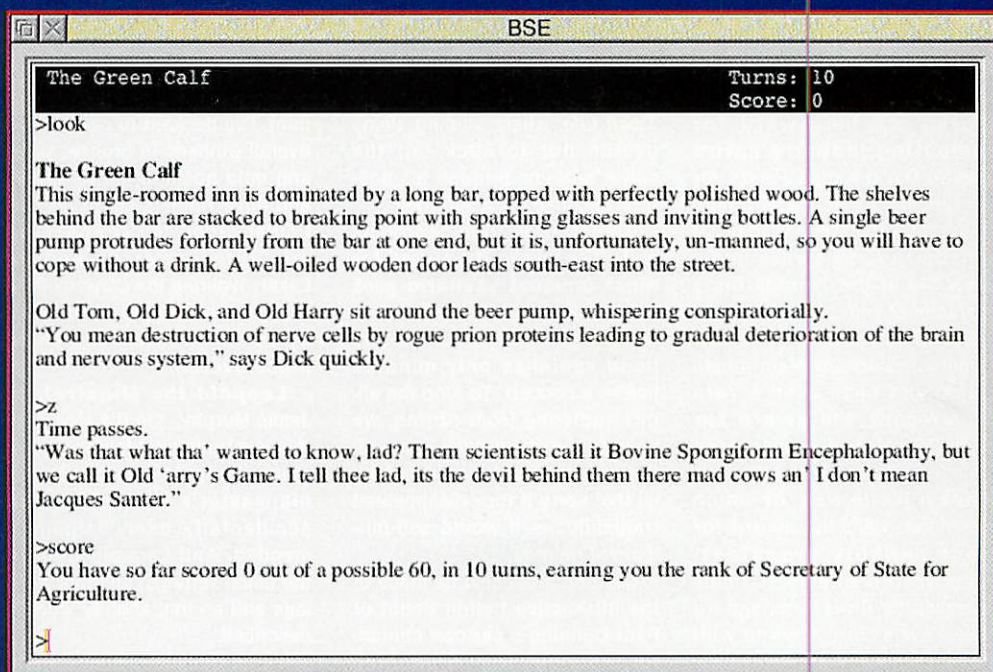 BSE
The Green Calf Turns: 10
Score: 0
>look
The Green Calf
This single-roomed inn is dominated by a long bar, topped with perfectly polished wood. The shelves
behind the bar are stacked to breaking point with sparkling glasses and inviting bottles. A single beer
pump protrudes forlornly from the bar at one end, but it is, unfortunately, un-manned, so you will have to
cope without a drink. A well-oiled wooden door leads south-east into the street.
Old Tom, Old Dick, and Old Harry sit around the beer pump, whispering conspiratorially.
“You mean destruction of nerve cells by rogue prion proteins leading to gradual deterioration of the brain
and nervous system,” says Dick quickly.
>z
Time passes.
“Was that what tha’ wanted to know, lad? Them scientists call it Bovine Spongiform Encephalopathy, but
we call it Old ‘arry’s Game. I tell thee lad, its the devil behind them there mad cows an’ I don’t mean
Jacques Santer.”
>score
You have so far scored 0 out of a possible 60, in 10 turns, earning you the rank of Secretary of State for
Agriculture.
>